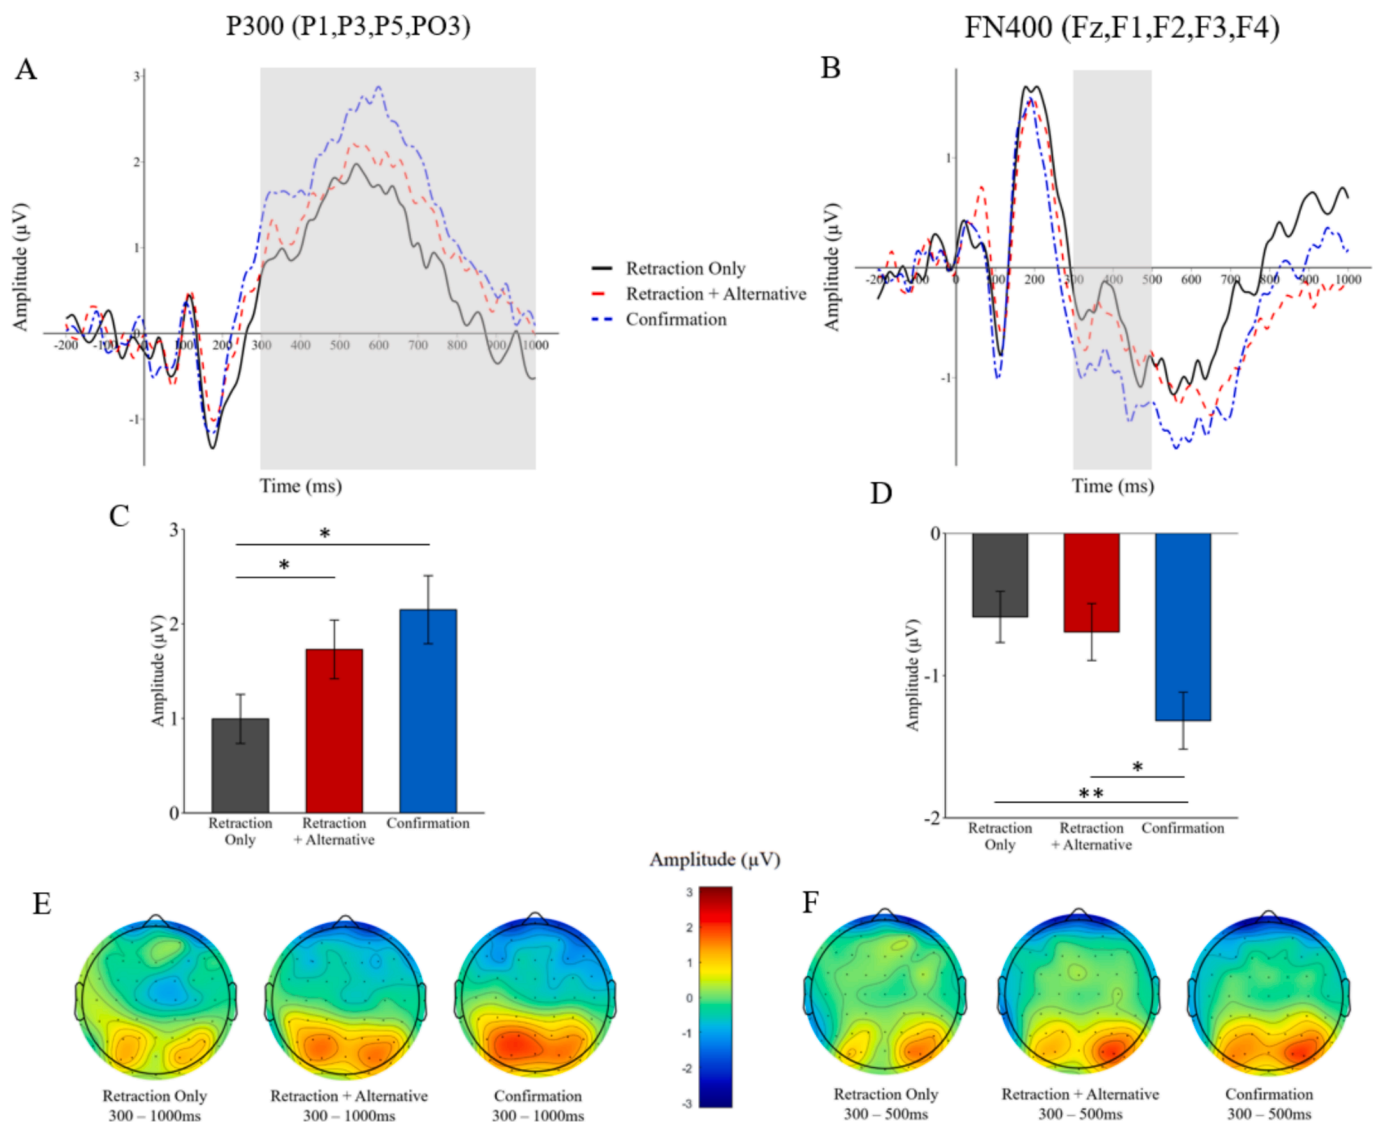 P300 (P1,P3,P5,PO3)
FN400 (Fz,F1,F2,F3,F4)
A
3
2
1
0
-1
Amplitude (µV)
-200 -100 0 100 200 300 400 500 600 700 800 900 1000
Time (ms)
Retraction Only
Retraction + Alternative
Confirmation
B
1
-1
Amplitude (µV)
-200 -100 0 100 200 300 400 500 600 700 800 900 1000
Time (ms)
C
3
2
1
0
Amplitude (µV)
*
*
Retraction Only
Retraction + Alternative
Confirmation
D
0
-1
-2
Amplitude (µV)
*
**
Retraction Only
Retraction + Alternative
Confirmation
Amplitude (µV)
3
2
1
0
-1
-2
-3
E
Retraction Only
300 – 1000ms
Retraction + Alternative
300 – 1000ms
Confirmation
300 – 1000ms
F
Retraction Only
300 – 500ms
Retraction + Alternative
300 – 500ms
Confirmation
300 – 500ms